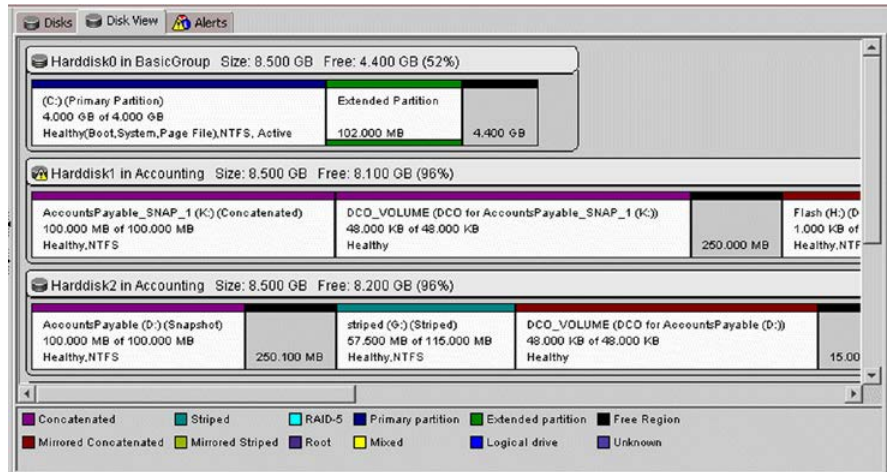 Disks Disk View Alerts
Harddisk0 in BasicGroup Size: 8.500 GB Free: 4.400 GB (52%)
(C:) (Primary Partition)
4.000 GB of 4.000 GB
Healthy(Boot,System,Page File),NTFS, Active
Extended Partition
102.000 MB
4.400 GB
Harddisk1 in Accounting Size: 8.500 GB Free: 8.100 GB (96%)
AccountsPayable_SNAP_1 (K:) (Concatenated)
100.000 MB of 100.000 MB
Healthy,NTFS
DCO_VOLUME (DCO for AccountsPayable_SNAP_1 (K:))
48.000 KB of 48.000 KB
Healthy
250.000 MB
Flash (H:) (D
1.000 KB of
Healthy,NTF
Harddisk2 in Accounting Size: 8.500 GB Free: 8.200 GB (96%)
AccountsPayable (D:) (Snapshot)
100.000 MB of 100.000 MB
Healthy,NTFS
250.100 MB
striped (G:) (Striped)
57.500 MB of 115.000 MB
Healthy,NTFS
DCO_VOLUME (DCO for AccountsPayable (D:))
48.000 KB of 48.000 KB
Healthy
15.00
Concatenated Striped RAID-5 Primary partition Extended partition Free Region
Mirrored Concatenated Mirrored Striped Root Mixed Logical drive Unknown